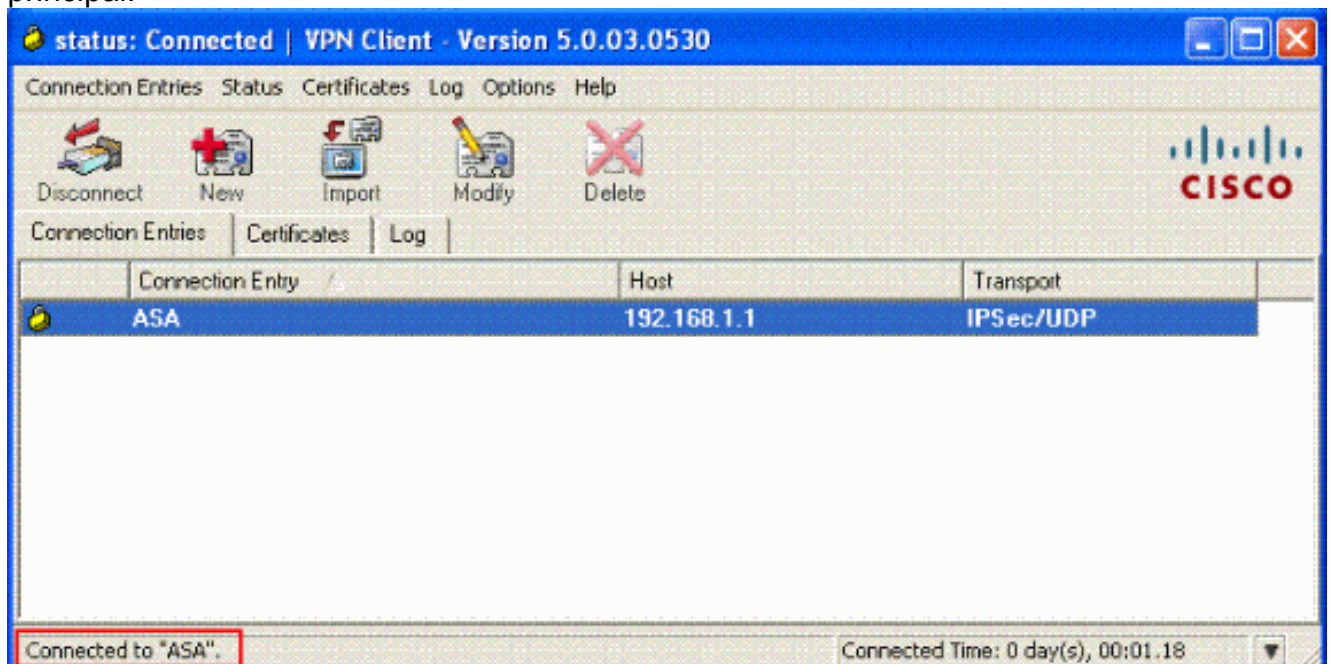 principal.
status: Connected | VPN Client - Version 5.0.03.0530
Connection Entries Status Certificates Log Options Help
Disconnect New Import Modify Delete
CISCO
Connection Entries Certificates Log
Connection Entry Host Transport
ASA 192.168.1.1 IPSec/UDP
Connected to "ASA". Connected Time: 0 day(s), 00:01.18